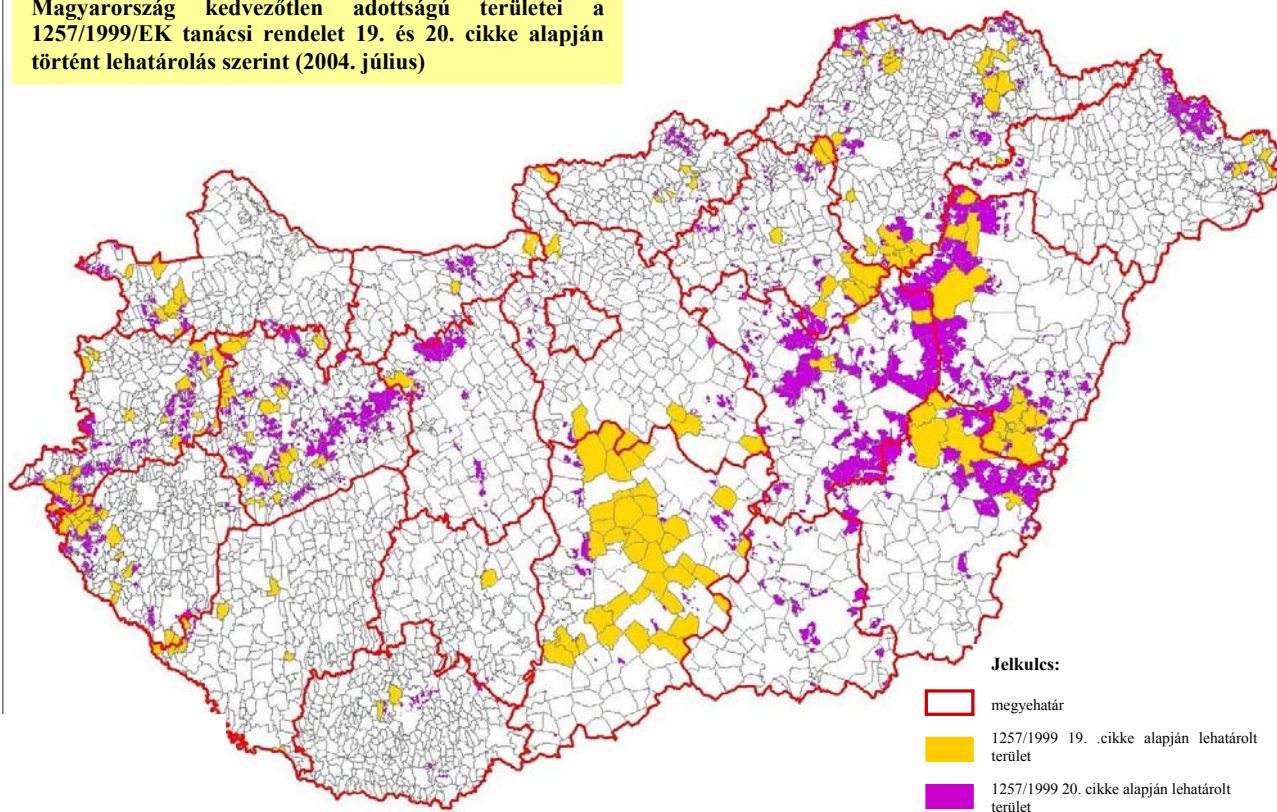 Magyarország kedvezőtlen adottságú területei a
1257/1999/EK tanácsi rendelet 19. és 20. cikke alapján
történt lehatárolás szerint (2004. július)
Jelkulcs:
megyehatár
1257/1999 19. .cikke alapján lehatárolt
terület
1257/1999 20. cikke alapján lehatárolt
terület